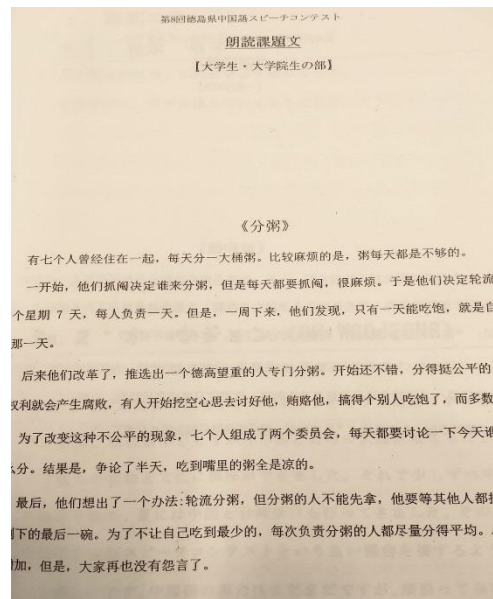 第8回徳島県中国語スピーチコンテスト
朗読課題文
【大学生・大学院生の部】
《分粥》
有七个人曾经住在一起，每天分一大桶粥。比较麻烦的是，粥每天都是不够的。
一开始，他们抓阄决定谁来分粥，但是每天都要抓阄，很麻烦。于是他们决定轮流
个星期 7 天，每人负责一天。但是，一周下来，他们发现，只有一天能吃饱，就是自
那一天。
后来他们改革了，推选出一个德高望重的人专门分粥。开始还不错，分得挺公平的
权利就会产生腐败，有人开始挖空心思去讨好他，贿赂他，搞得个别人吃饱了，而多数
为了改变这种不公平的现象，七个人组成了两个委员会，每天都要讨论一下今天谁
么分。结果是，争论了半天，吃到嘴里的粥全是凉的。
最后，他们想出了一个办法：轮流分粥，但分粥的人不能先拿，他要等其他人都
下的最后一碗。为了不让自己吃到最少的，每次负责分粥的人都尽量分得平均。
加，但是，大家再也没有怨言了。